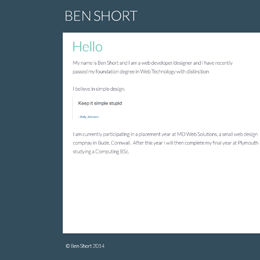 BEN SHORT
Hello
My name is Ben Short and I am a web developer/designer and I have recently
passed my foundation degree in Web Technology with distinction.
I believe in simple design.
Keep it simple stupid
I am currently participating in a placement year at MD Web Solutions, a small web design
company in Bude, Cornwall. After this year I will then complete my final year at Plymouth
studying a Computing BSc.
© Ben Short 2014